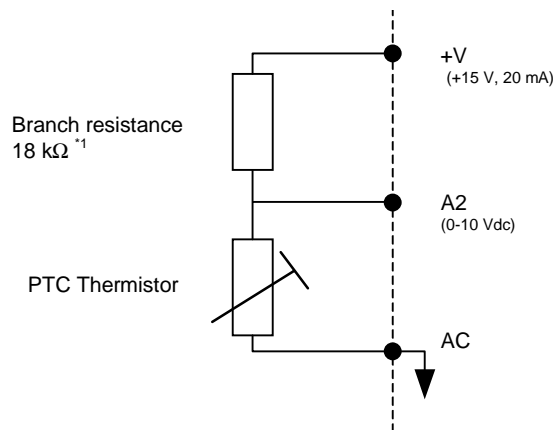 +V
(+15 V, 20 mA)
Branch resistance
18 kΩ *1
A2
(0-10 Vdc)
PTC Thermistor
AC